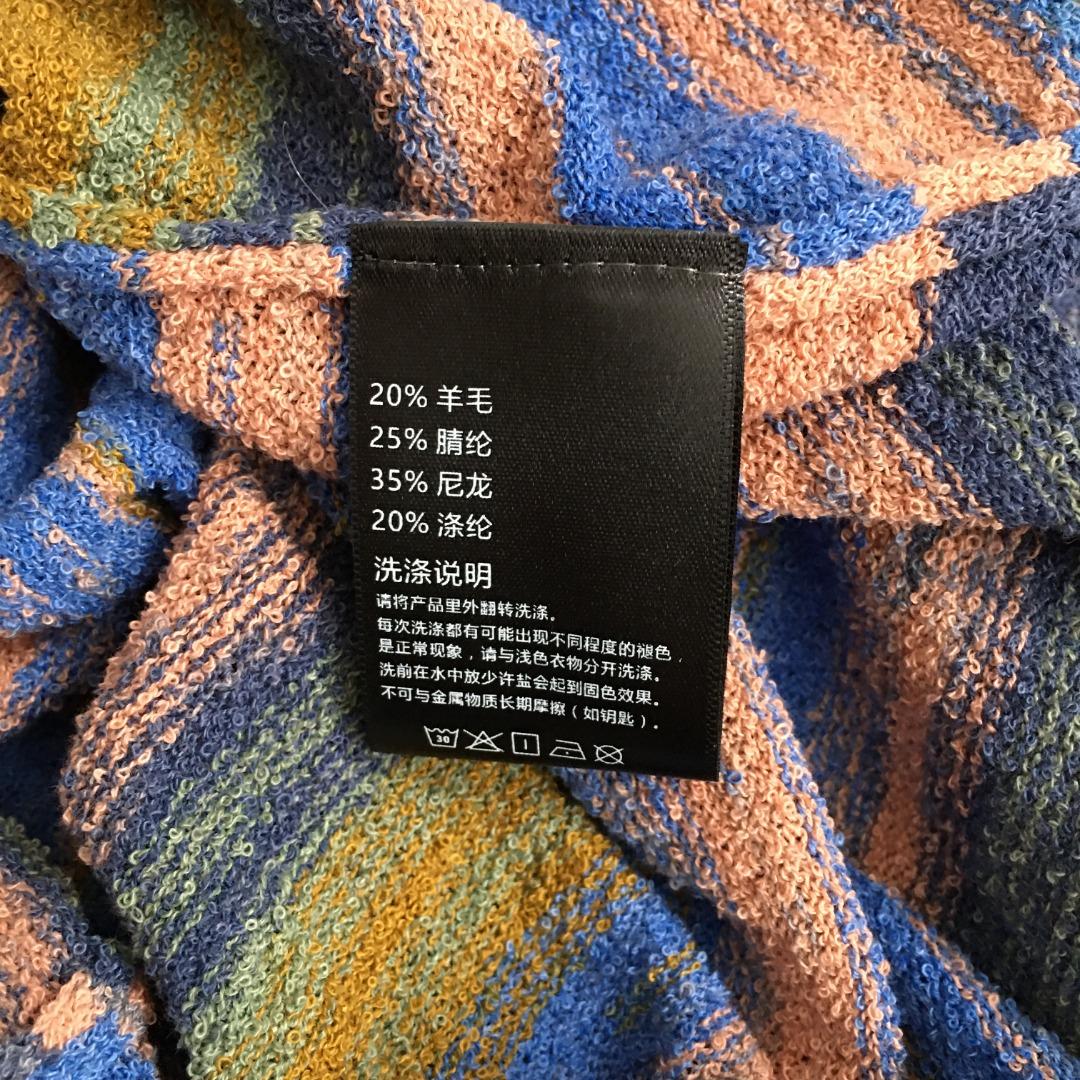 20% 羊毛
25% 腈纶
35% 尼龙
20% 涤纶
洗涤说明
请将产品里外翻转洗涤。
每次洗涤都有可能出现不同程度的褪色，
是正常现象，请与浅色衣物分开洗涤。
洗前在水中放少许盐会起到固色效果。
不可与金属物质长期摩擦（如钥匙）。
30